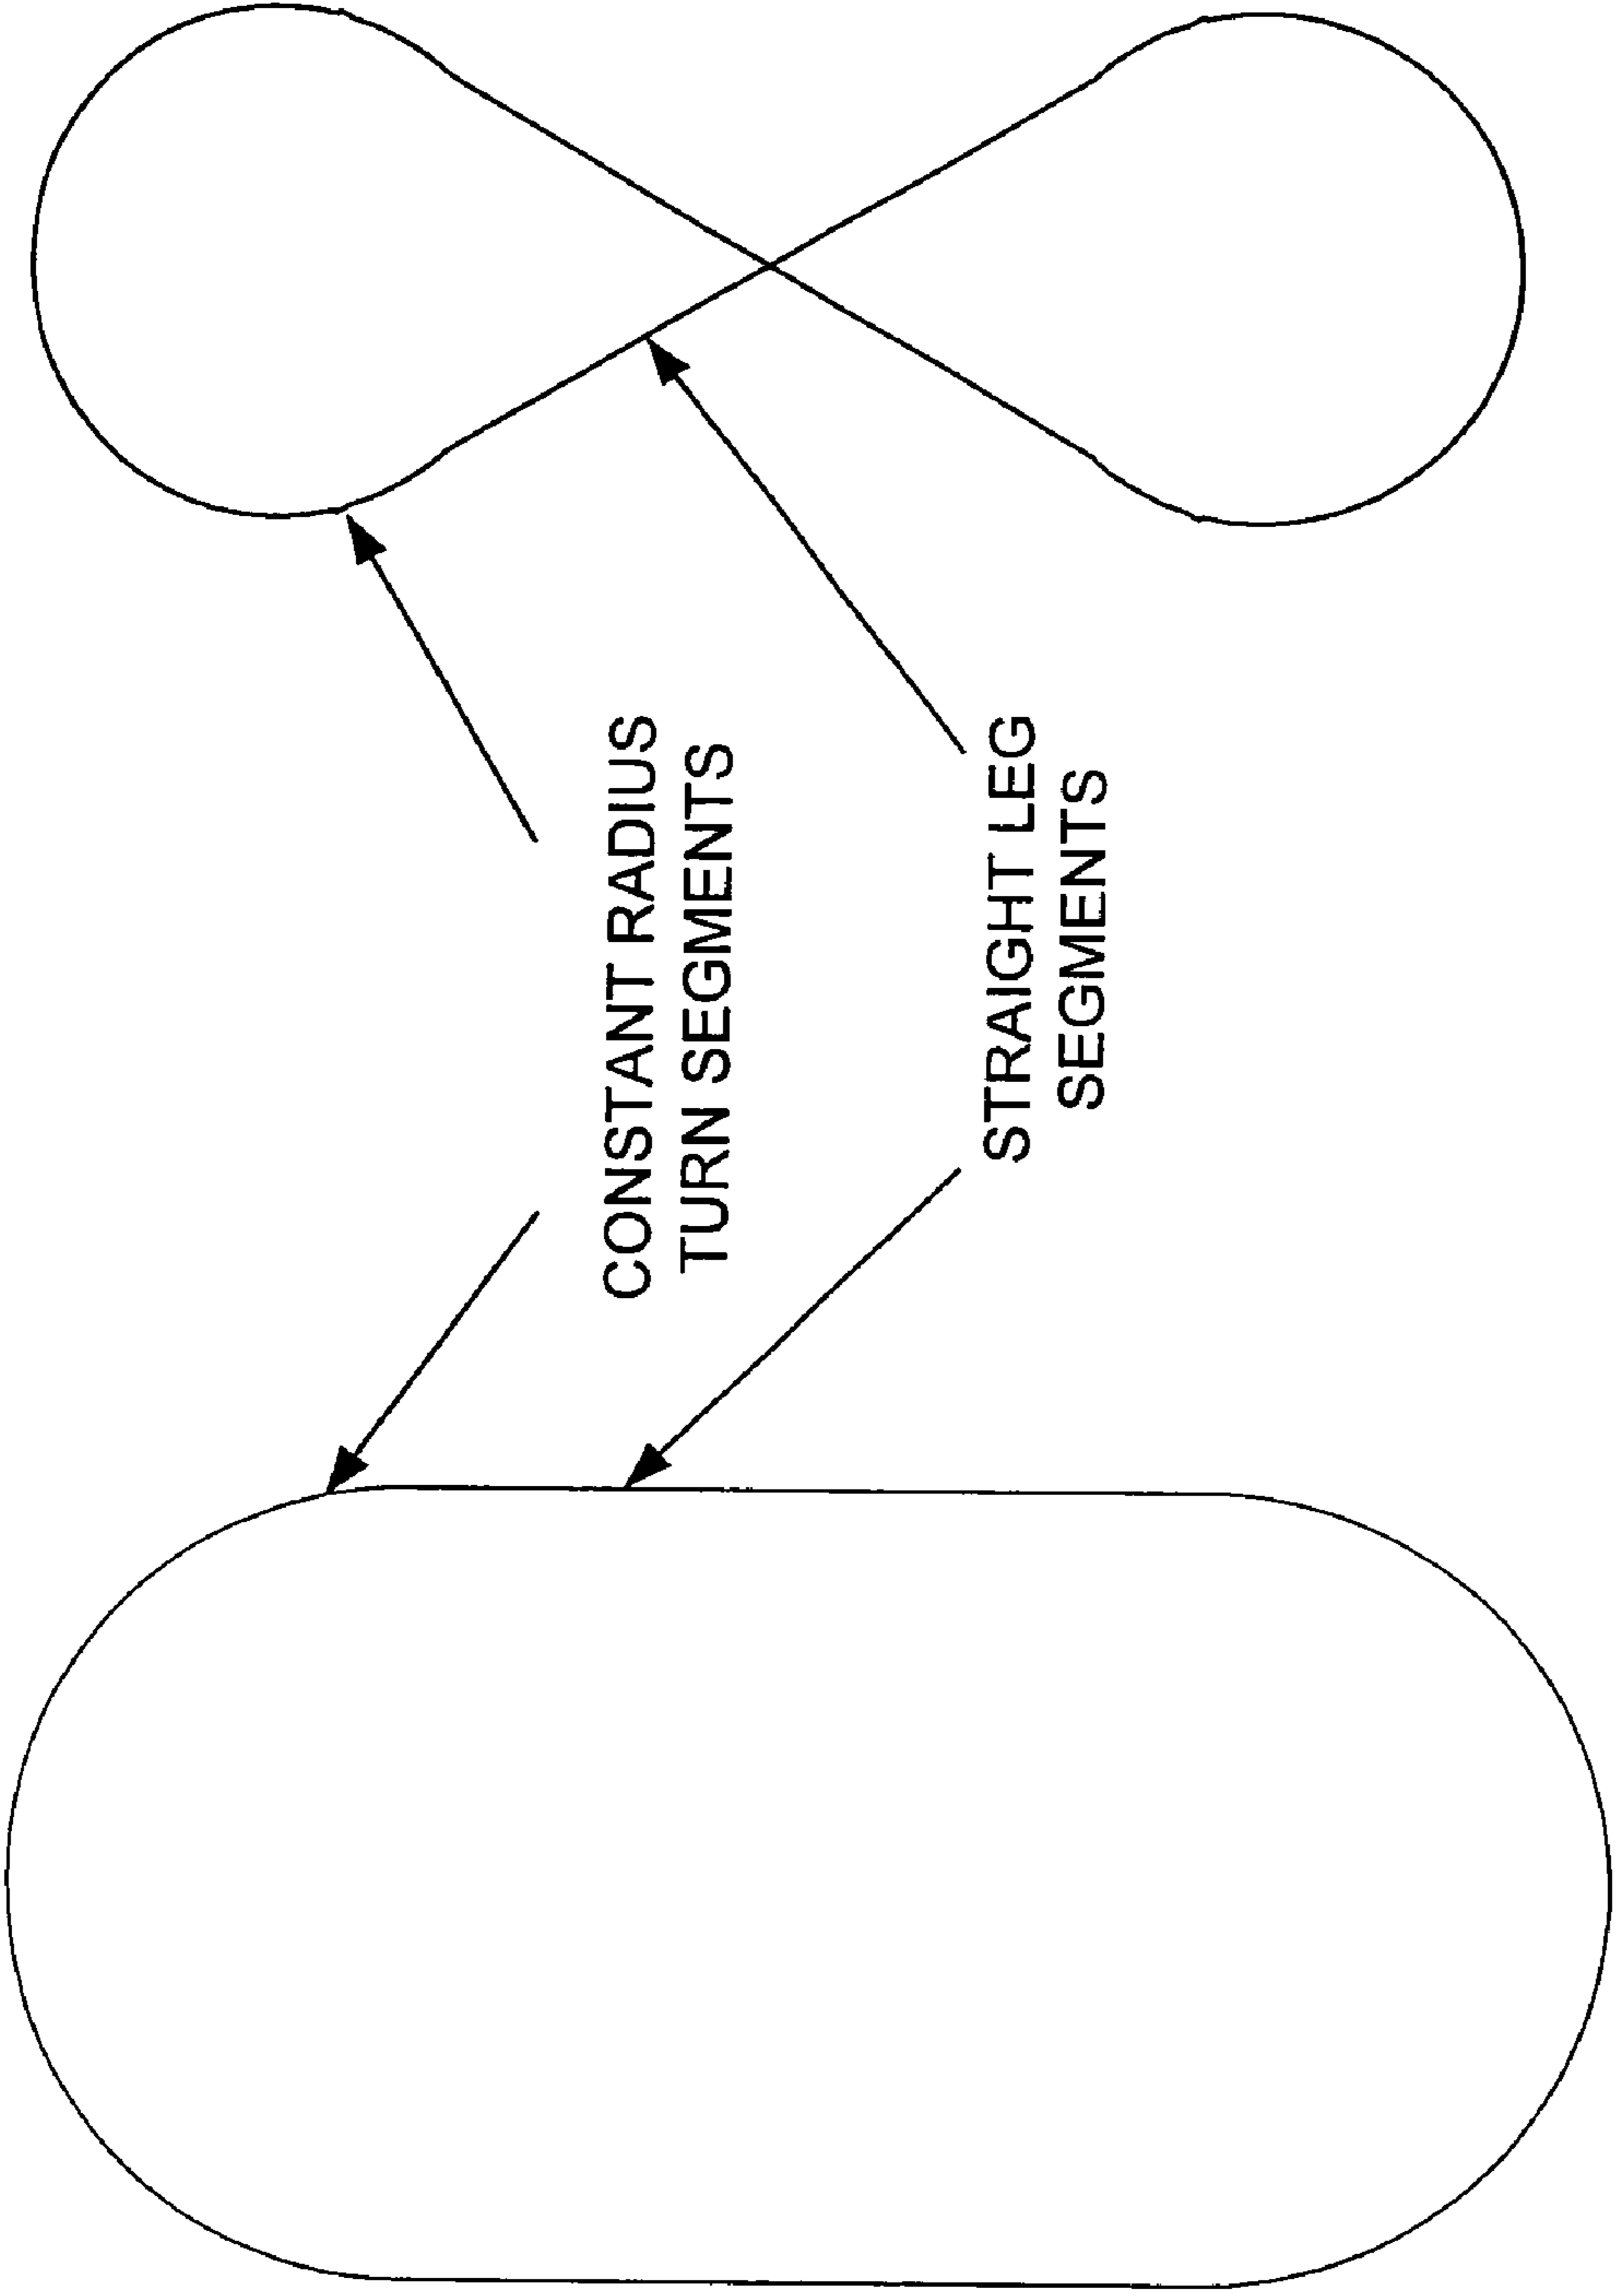 CONSTANT RADIUS
TURN SEGMENTS
STRAIGHT LEG
SEGMENTS